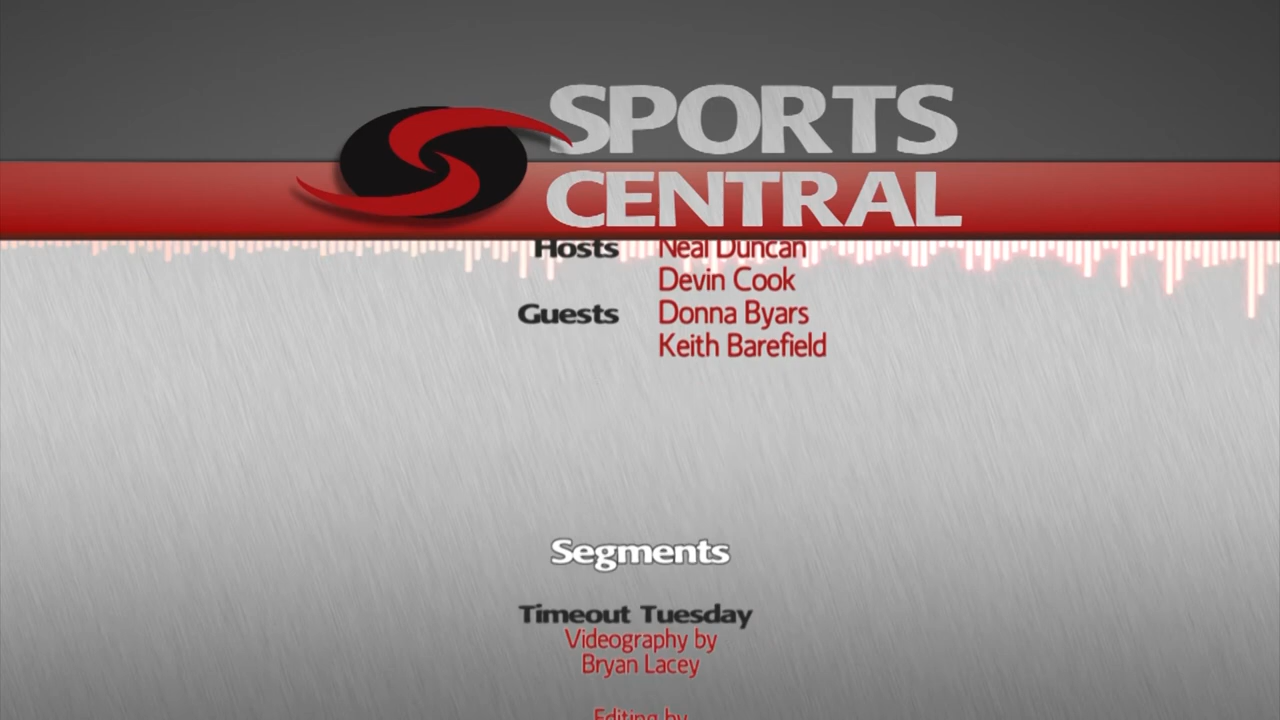 SPORTS
CENTRAL
Hosts Neal Duncan
Devin Cook
Guests Donna Byars
Keith Barefield
Segments
Timeout Tuesday
Videography by
Bryan Lacey
Editing by